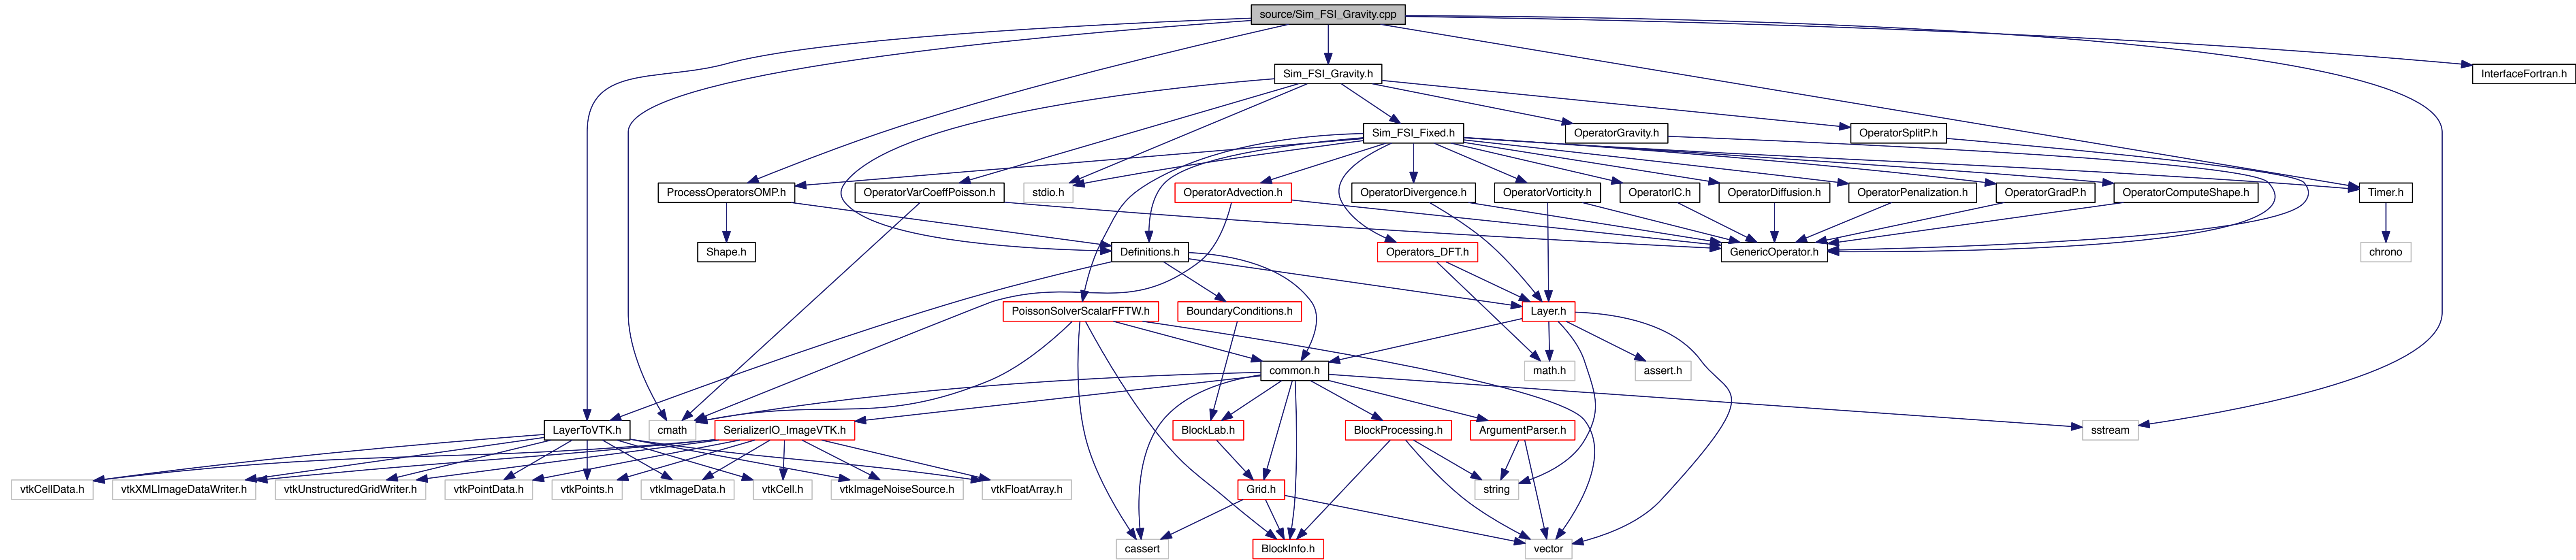 source/Sim_FSI_Gravity.cpp
Sim_FSI_Gravity.h
InterfaceFortran.h
Sim_FSI_Fixed.h
OperatorGravity.h
OperatorSplitP.h
ProcessOperatorsOMP.h
OperatorVarCoeffPoisson.h
stdio.h
OperatorAdvection.h
OperatorDivergence.h
OperatorVorticity.h
OperatorIC.h
OperatorDiffusion.h
OperatorPenalization.h
OperatorGradP.h
OperatorComputeShape.h
Timer.h
Shape.h
Definitions.h
Operators_DFT.h
GenericOperator.h
chrono
PoissonSolverScalarFFTW.h
BoundaryConditions.h
Layer.h
common.h
math.h
assert.h
LayerToVTK.h
cmath
SerializerIO_ImageVTK.h
BlockLab.h
BlockProcessing.h
ArgumentParser.h
sstream
vtkCellData.h
vtkXMLImageDataWriter.h
vtkUnstructuredGridWriter.h
vtkPointData.h
vtkPoints.h
vtkImageData.h
vtkCell.h
vtkImageNoiseSource.h
vtkFloatArray.h
Grid.h
string
cassert
BlockInfo.h
vector